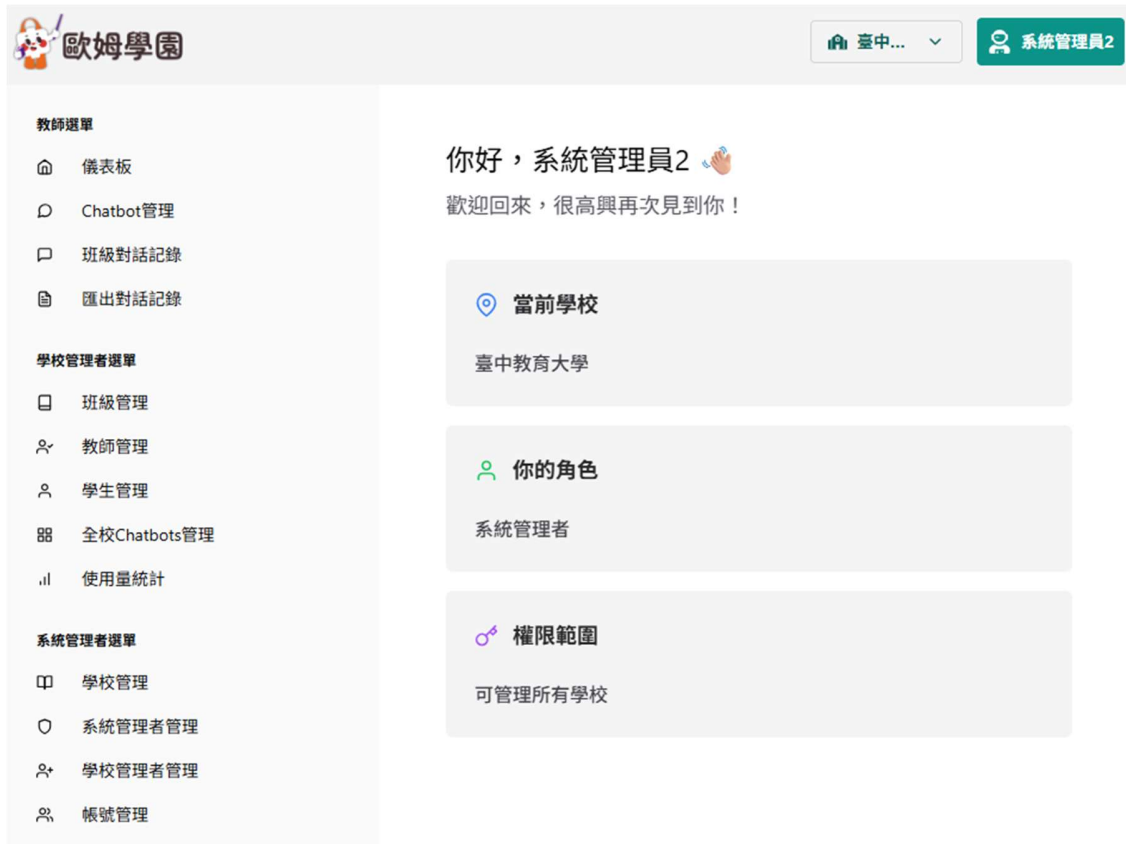 歐姆學園
臺中...
系統管理員2
教師選單
儀表板
Chatbot管理
班級對話記錄
匯出對話記錄
學校管理者選單
班級管理
教師管理
學生管理
全校Chatbots管理
使用量統計
系統管理者選單
學校管理
系統管理者管理
學校管理者管理
帳號管理
你好，系統管理員2
歡迎回來，很高興再次見到你！
當前學校
臺中教育大學
你的角色
系統管理者
權限範圍
可管理所有學校